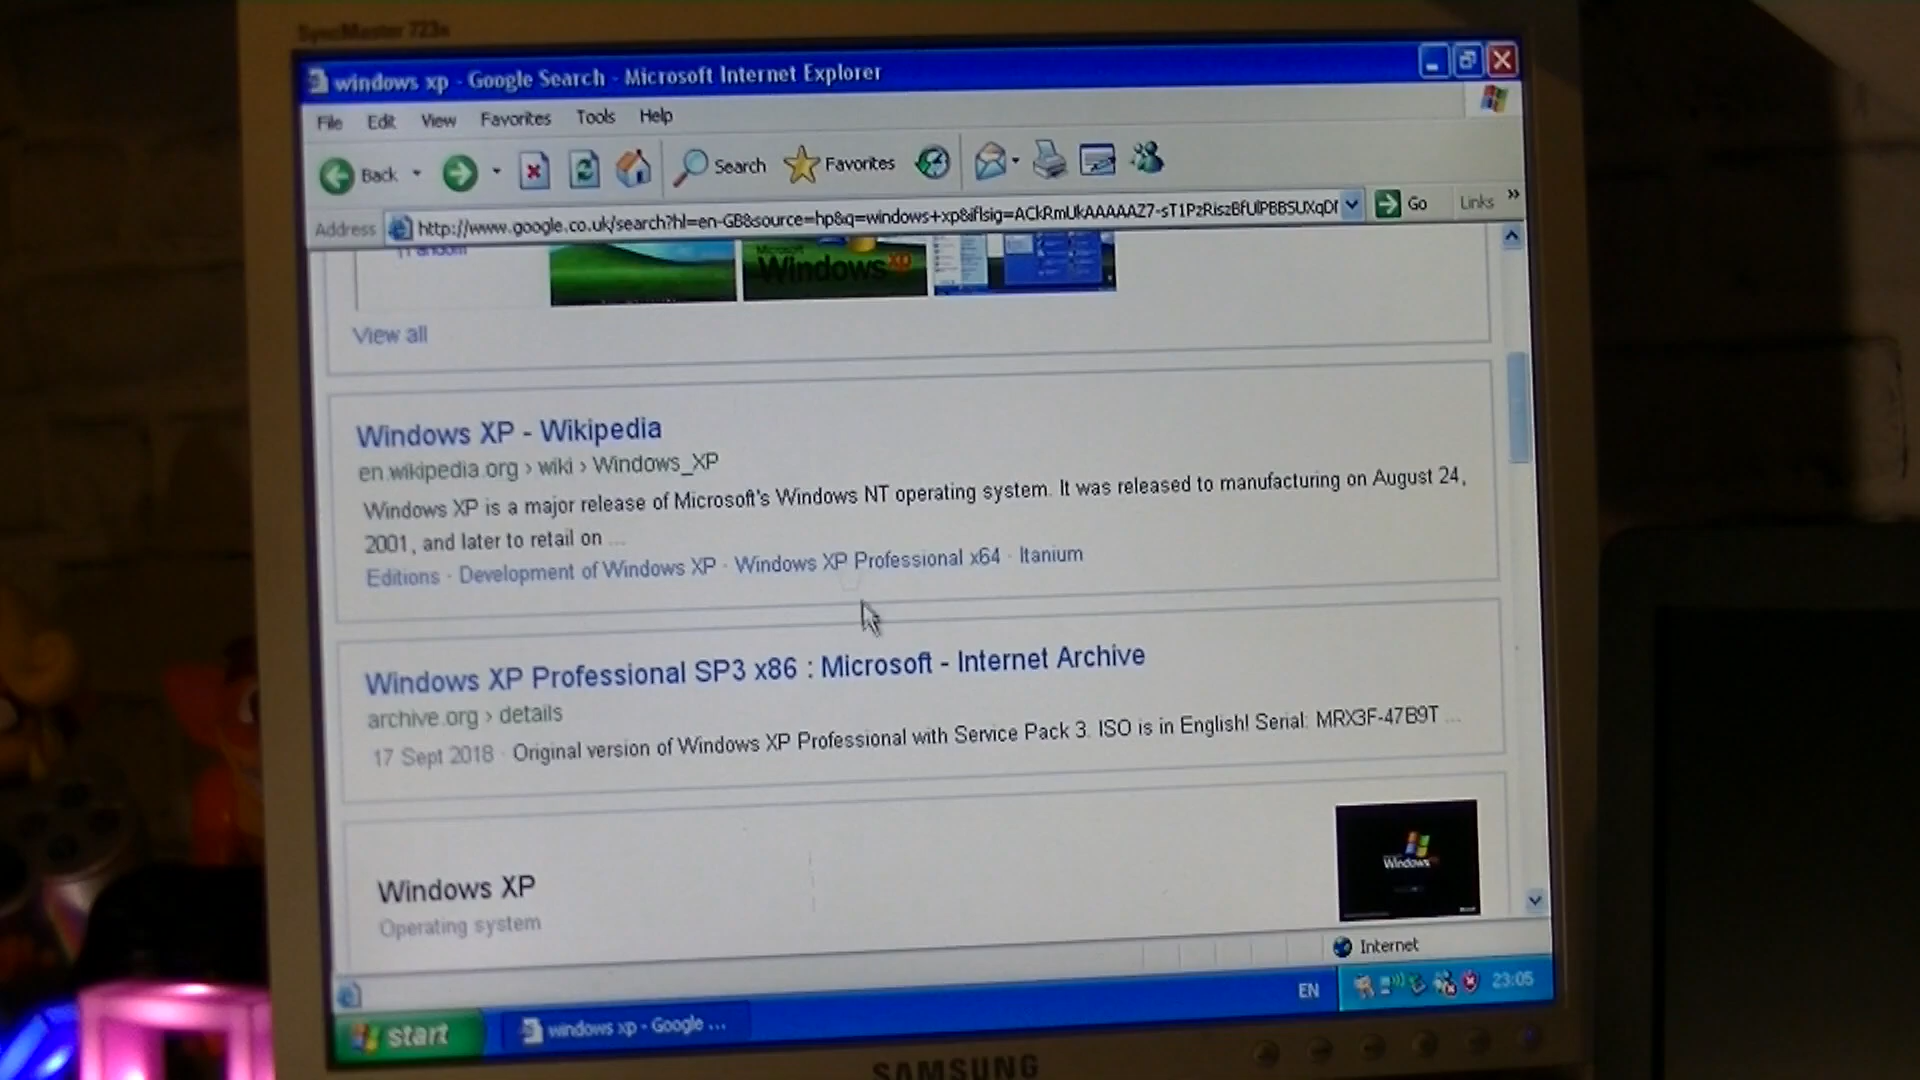 SyncMaster 723n
windows xp - Google Search - Microsoft Internet Explorer
File Edit View Favorites Tools Help
Back Search Favorites
Address http://www.google.co.uk/search?hl=en-GB&source=hp&q=windows+xp&iflsig= Go Links »
Microsoft
Windows xp
View all
Windows XP - Wikipedia
en.wikipedia.org › wiki › Windows_XP
Windows XP is a major release of Microsoft's Windows NT operating system. It was released to manufacturing on August 24,
2001, and later to retail on ...
Editions · Development of Windows XP · Windows XP Professional x64 · Itanium
Windows XP Professional SP3 x86 : Microsoft - Internet Archive
archive.org › details
17 Sept 2018 · Original version of Windows XP Professional with Service Pack 3. ISO is in English! Serial: MRX3F-47B9T ...
Windows XP
Operating system
Windows
Internet
EN 23:05
start windows xp - Google ...
SAMSUNG